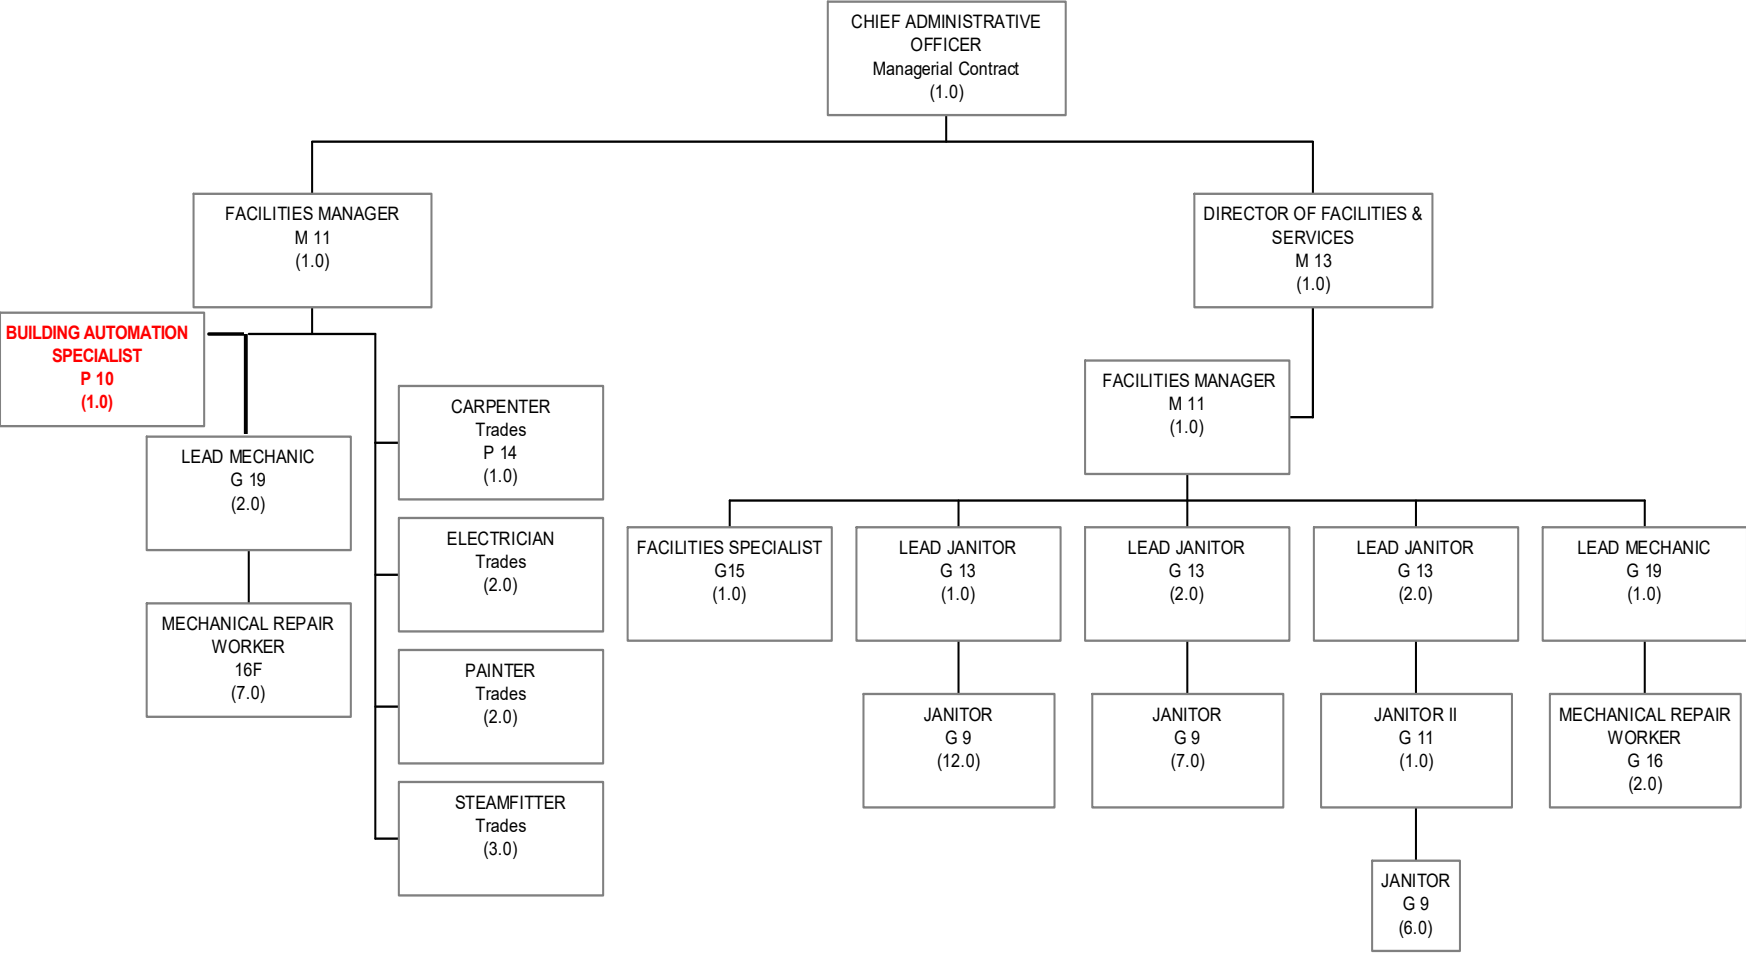 CHIEF ADMINISTRATIVE
OFFICER
Managerial Contract
(1.0)
FACILITIES MANAGER
M 11
(1.0)
DIRECTOR OF FACILITIES &
SERVICES
M 13
(1.0)
BUILDING AUTOMATION
SPECIALIST
P 10
(1.0)
LEAD MECHANIC
G 19
(2.0)
MECHANICAL REPAIR
WORKER
16F
(7.0)
CARPENTER
Trades
P 14
(1.0)
ELECTRICIAN
Trades
(2.0)
PAINTER
Trades
(2.0)
STEAMFITTER
Trades
(3.0)
FACILITIES MANAGER
M 11
(1.0)
FACILITIES SPECIALIST
G15
(1.0)
LEAD JANITOR
G 13
(1.0)
LEAD JANITOR
G 13
(2.0)
LEAD JANITOR
G 13
(2.0)
LEAD MECHANIC
G 19
(1.0)
JANITOR
G 9
(12.0)
JANITOR
G 9
(7.0)
JANITOR II
G 11
(1.0)
MECHANICAL REPAIR
WORKER
G 16
(2.0)
JANITOR
G 9
(6.0)